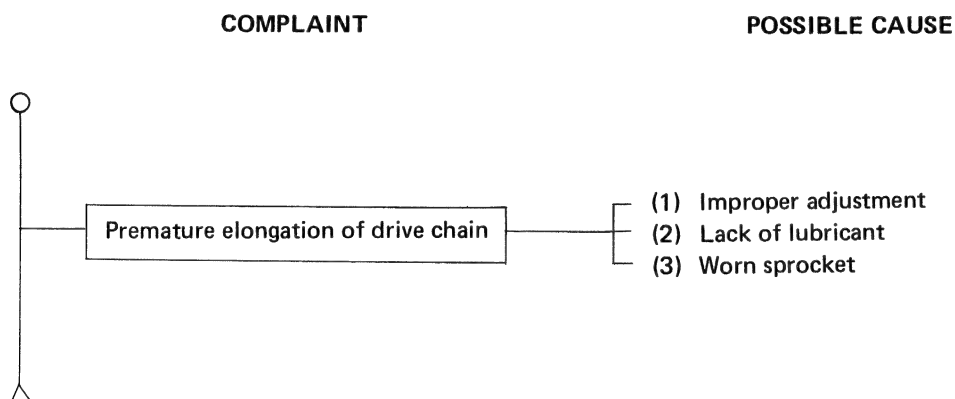 COMPLAINT POSSIBLE CAUSE
Premature elongation of drive chain
(1) Improper adjustment
(2) Lack of lubricant
(3) Worn sprocket